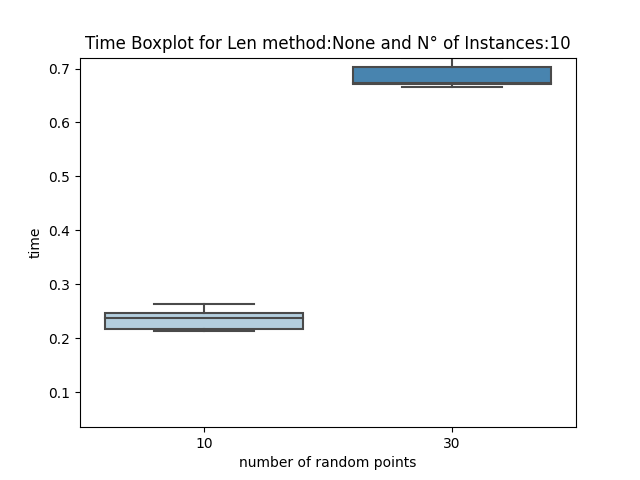 Time Boxplot for Len method:None and N° of Instances:10
0.7
0.6
0.5
0.4
0.3
0.2
0.1
time
10 30
number of random points